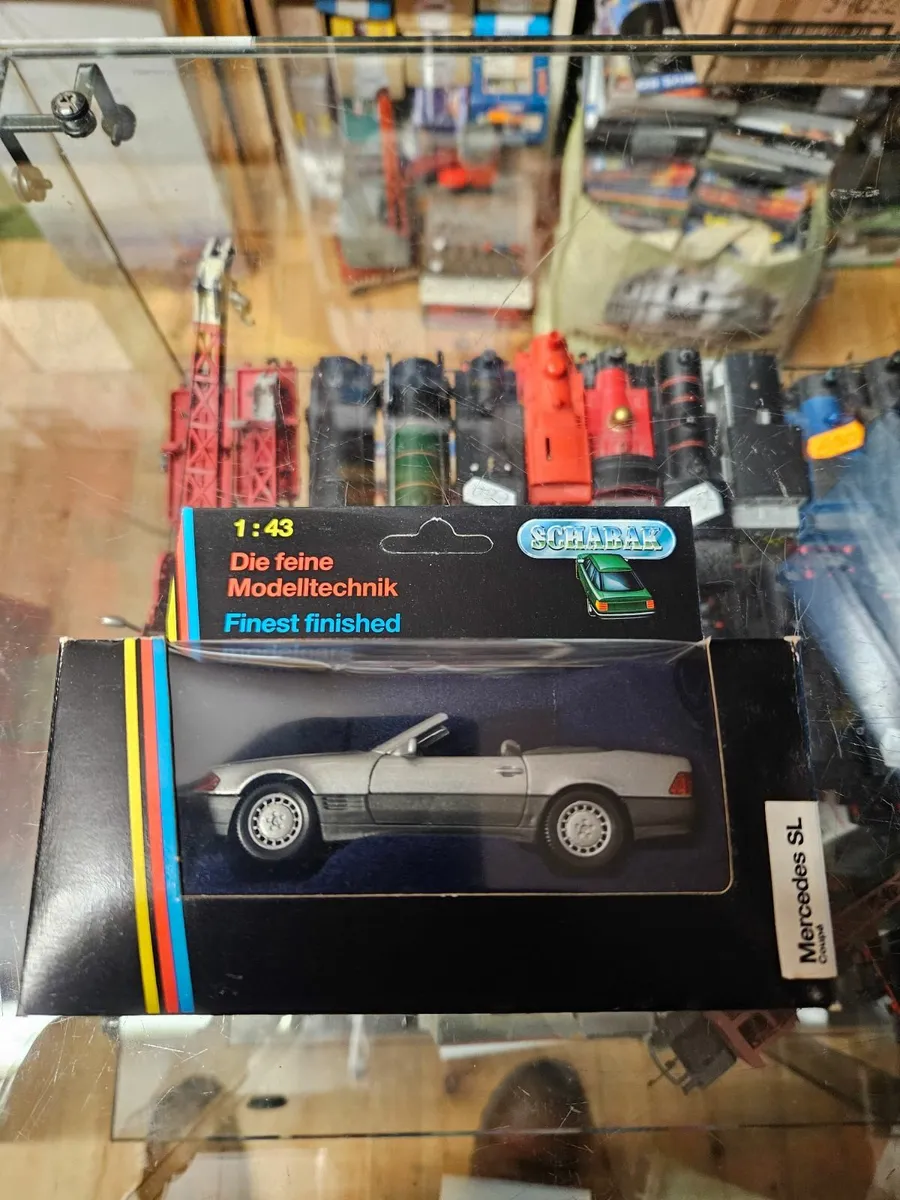 1:43
Die feine
Modelltechnik
Finest finished
SCHABAK
Mercedes SL
Coupé